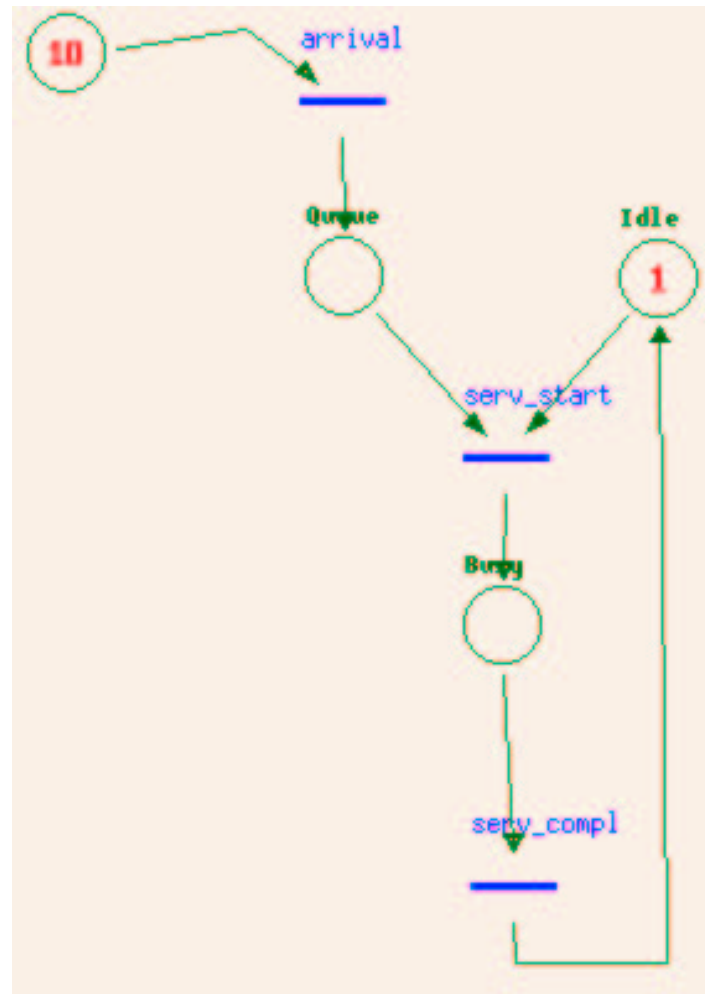 10
arrival
Queue
Idle
1
serv_start
Busy
serv_compl